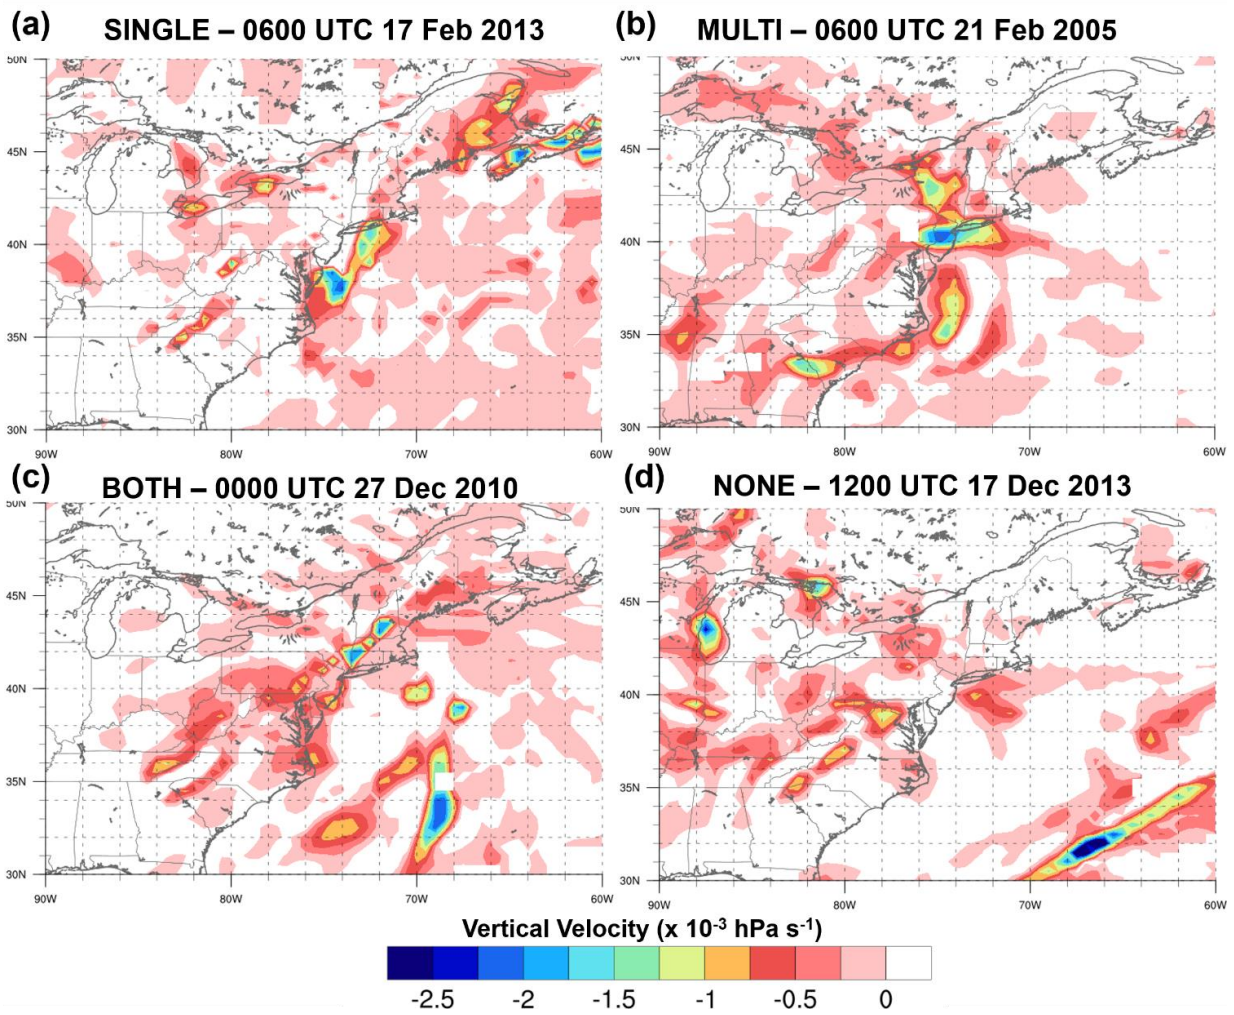 (a) SINGLE – 0600 UTC 17 Feb 2013
(b) MULTI – 0600 UTC 21 Feb 2005
50N
45N
40N
35N
30N
90W 80W 70W 60W
50N
45N
40N
35N
30N
90W 80W 70W 60W
(c) BOTH – 0000 UTC 27 Dec 2010
(d) NONE – 1200 UTC 17 Dec 2013
50N
45N
40N
35N
30N
90W 80W 70W 60W
50N
45N
40N
35N
30N
90W 80W 70W 60W
Vertical Velocity (x 10⁻³ hPa s⁻¹)
-2.5 -2 -1.5 -1 -0.5 0